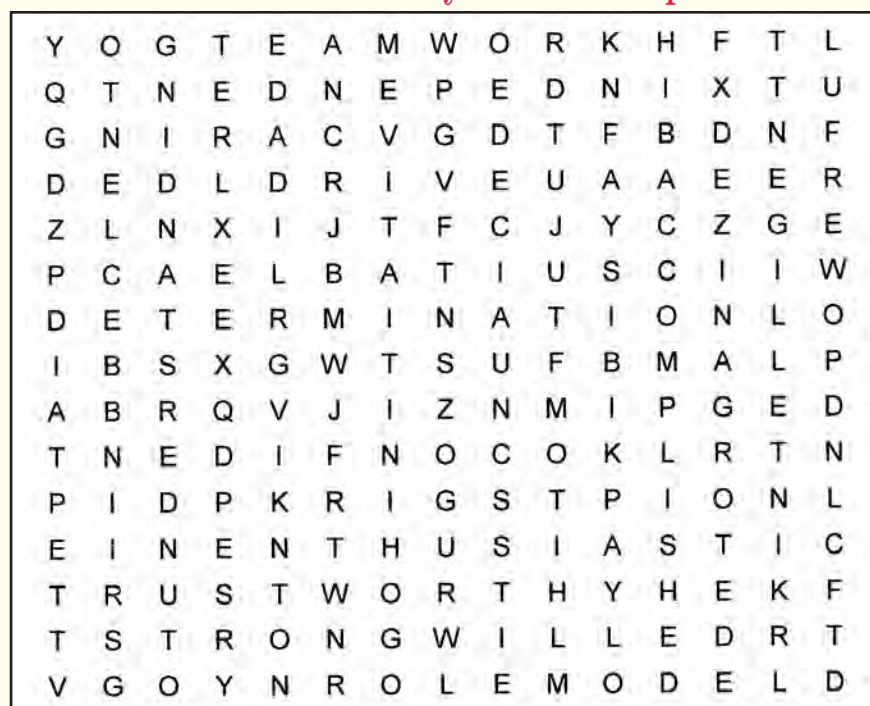 Y O G T E A M W O R K H F T L
Q T N E D N E P E D N I X T U
G N I R A C V G D T F B D N F
D E D L D R I V E U A A E E R
Z L N X I J T F C J Y C Z G E
P C A E L B A T I U S C I I W
D E T E R M I N A T I O N L O
I B S X G W T S U F B M A L P
A B R Q V J I Z N M I P G E D
T N E D I F N O C O K L R T N
P I D P K R I G S T P I O N L
E I N E N T H U S I A S T I C
T R U S T W O R T H Y H E K F
T S T R O N G W I L L E D R T
V G O Y N R O L E M O D E L D